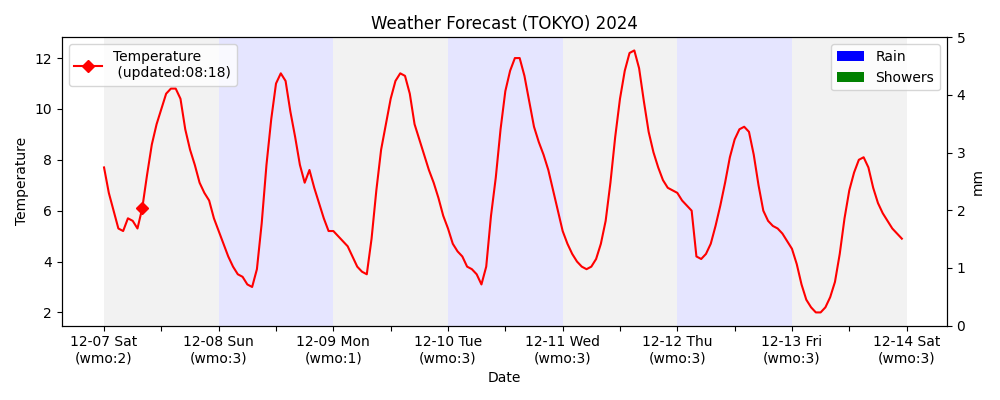 Weather Forecast (TOKYO) 2024
Temperature
(updated:08:18)
Rain
Showers
12
10
8
6
4
2
Temperature
5
4
3
2
1
0
mm
12-07 Sat
(wmo:2)
12-08 Sun
(wmo:3)
12-09 Mon
(wmo:1)
12-10 Tue
(wmo:3)
12-11 Wed
(wmo:3)
12-12 Thu
(wmo:3)
12-13 Fri
(wmo:3)
12-14 Sat
(wmo:3)
Date